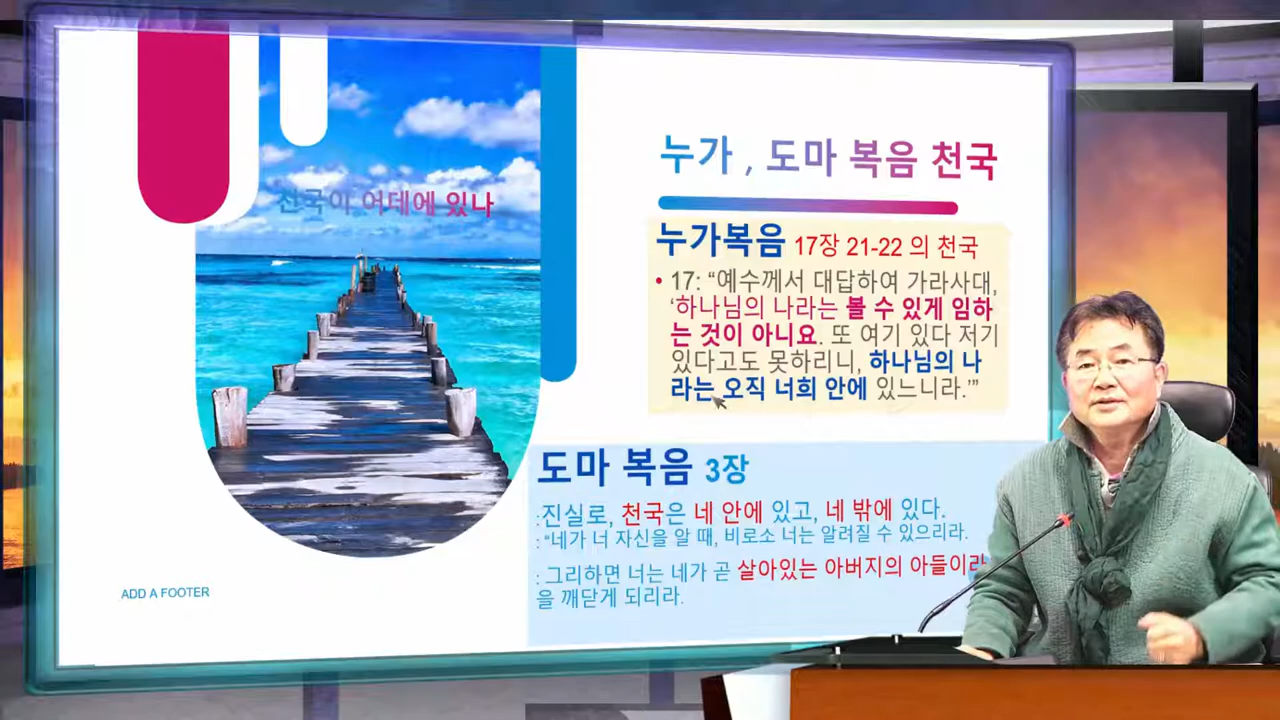 누가 , 도마 복음 천국
천국이 어데에 있나
누가복음 17장 21-22 의 천국
• 17: “예수께서 대답하여 가라사대,
‘하나님의 나라는 볼 수 있게 임하
는 것이 아니요. 또 여기 있다 저기
있다고도 못하리니, 하나님의 나
라는 오직 너희 안에 있느니라.’”
도마 복음 3장
:진실로, 천국은 네 안에 있고, 네 밖에 있다.
: “네가 너 자신을 알 때, 비로소 너는 알려질 수 있으리라.
: 그리하면 너는 네가 곧 살아있는 아버지의 아들이라
을 깨닫게 되리라.
ADD A FOOTER